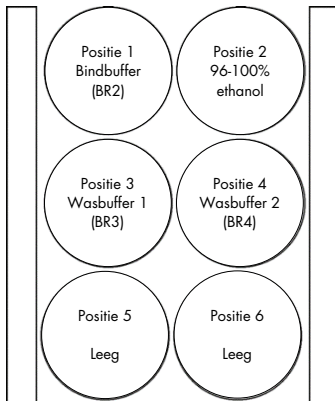 Positie 1
Bindbuffer
(BR2)
Positie 2
96-100%
ethanol
Positie 3
Wasbuffer 1
(BR3)
Positie 4
Wasbuffer 2
(BR4)
Positie 5
Leeg
Positie 6
Leeg